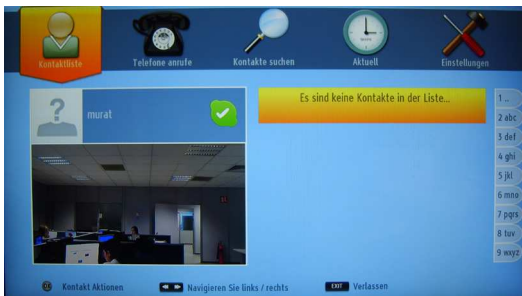 Kontaktliste
Telefone anrufe
Kontakte suchen
Aktuell
Einstellungen
murat
Es sind keine Kontakte in der Liste...
1 ..
2 abc
3 def
4 ghi
5 jkl
6 mno
7 pqrs
8 tuv
9 wxyz
OK Kontakt Aktionen
Navigieren Sie links / rechts
EXIT Verlassen